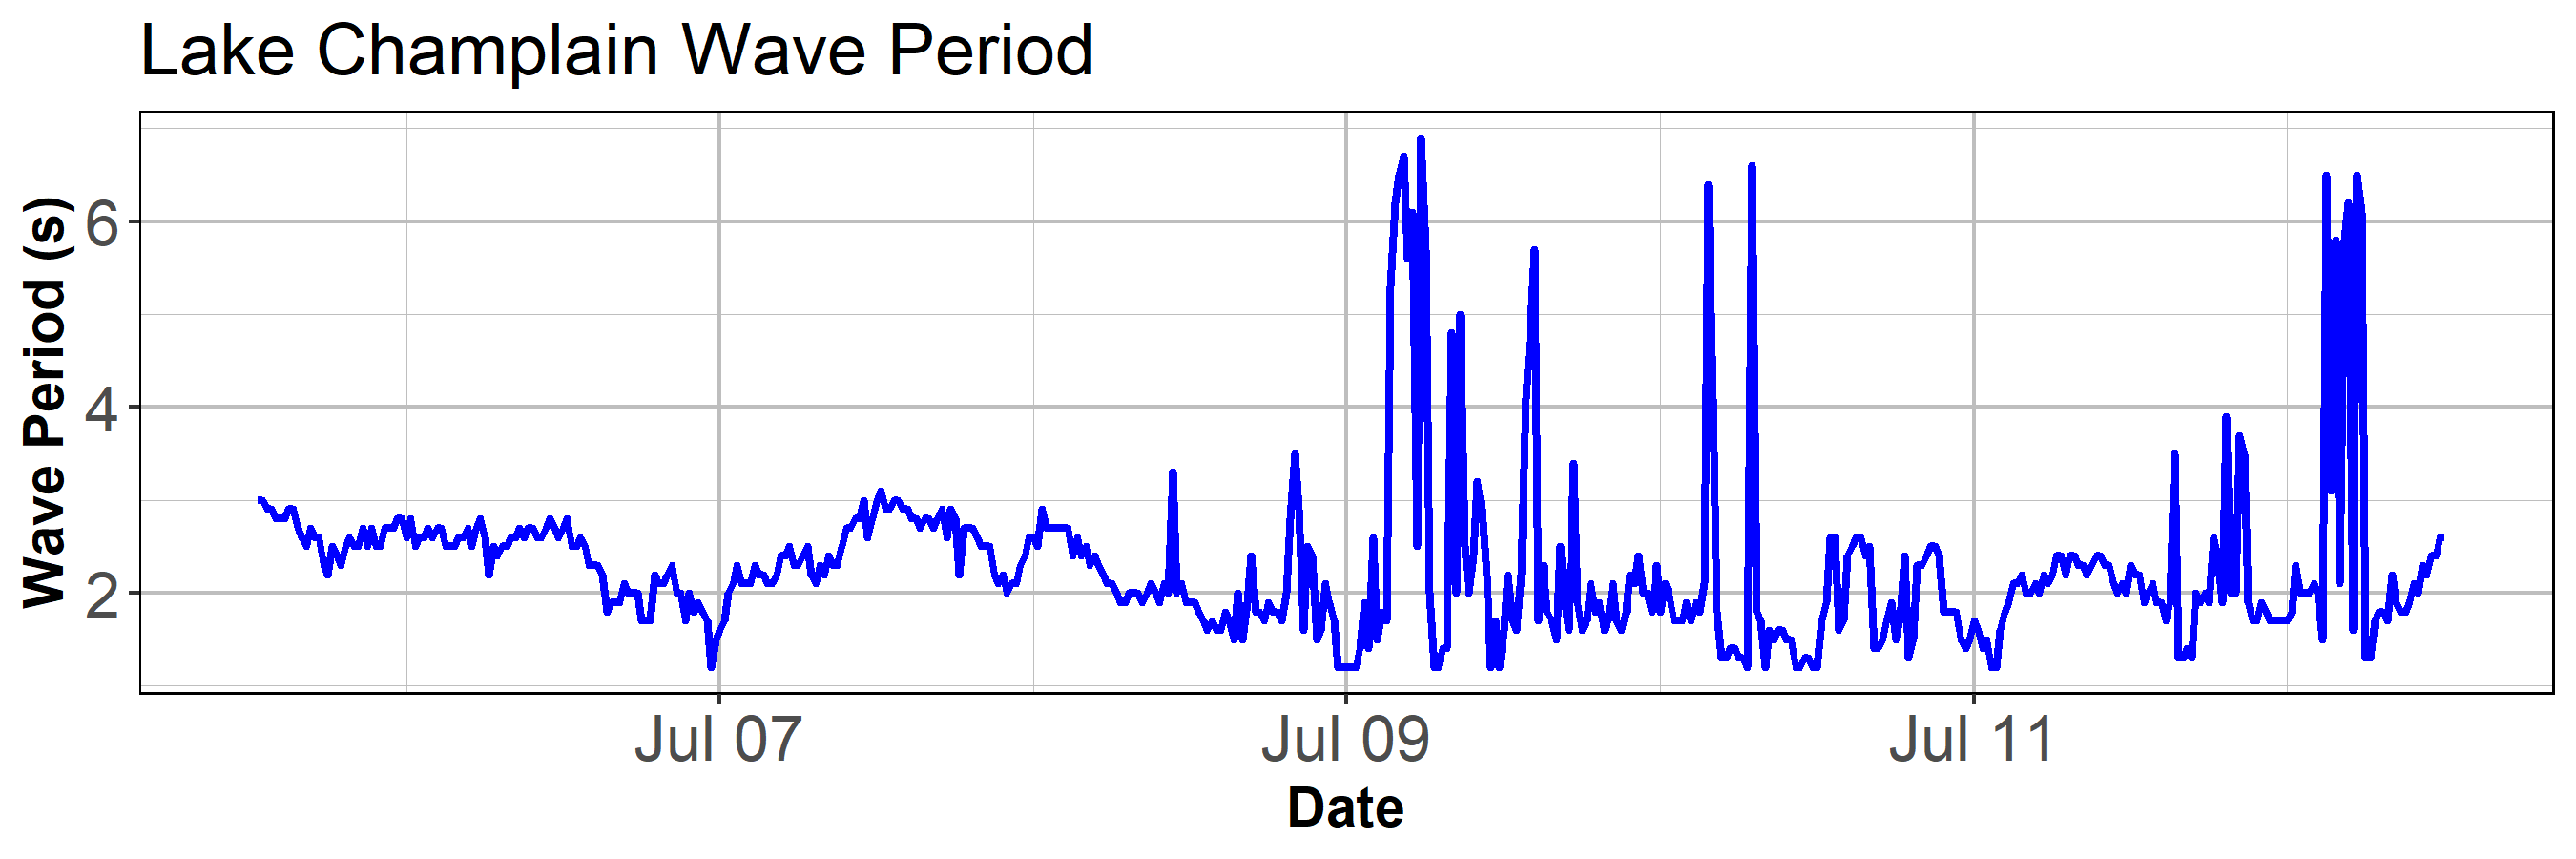 Lake Champlain Wave Period
Wave Period (s)
6
4
2
Jul 07
Jul 09
Jul 11
Date